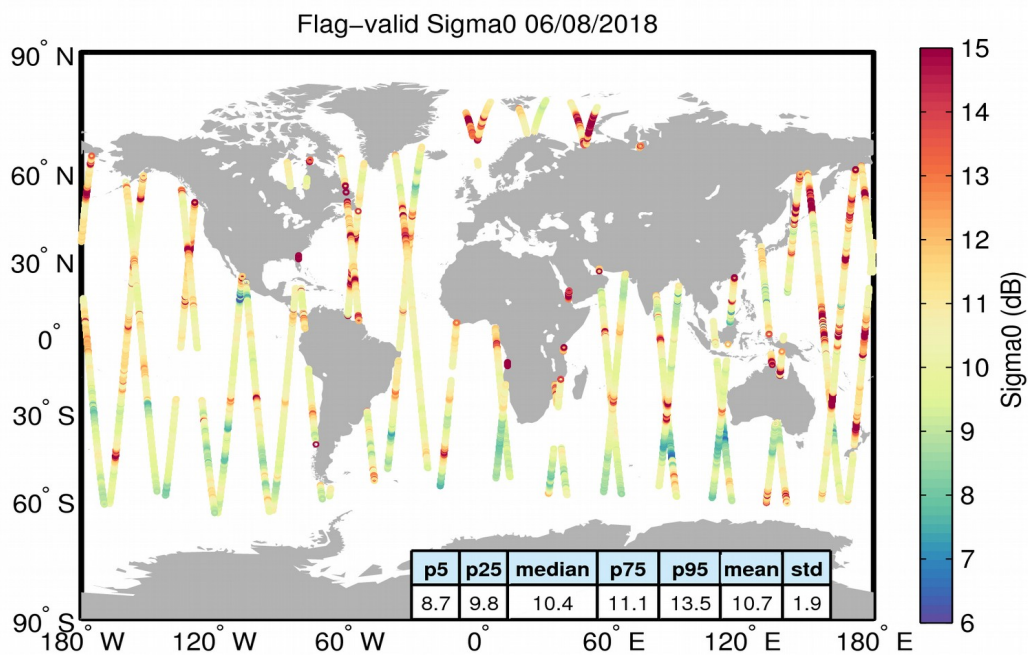 Flag−valid Sigma0 06/08/2018
90° N
60° N
30° N
0°
30° S
60° S
90° S
180° W
120° W
60° W
0°
60° E
120° E
180° E
p5 p25 median p75 p95 mean std
8.7 9.8 10.4 11.1 13.5 10.7 1.9
15
14
13
12
11
10
9
8
7
6
Sigma0 (dB)